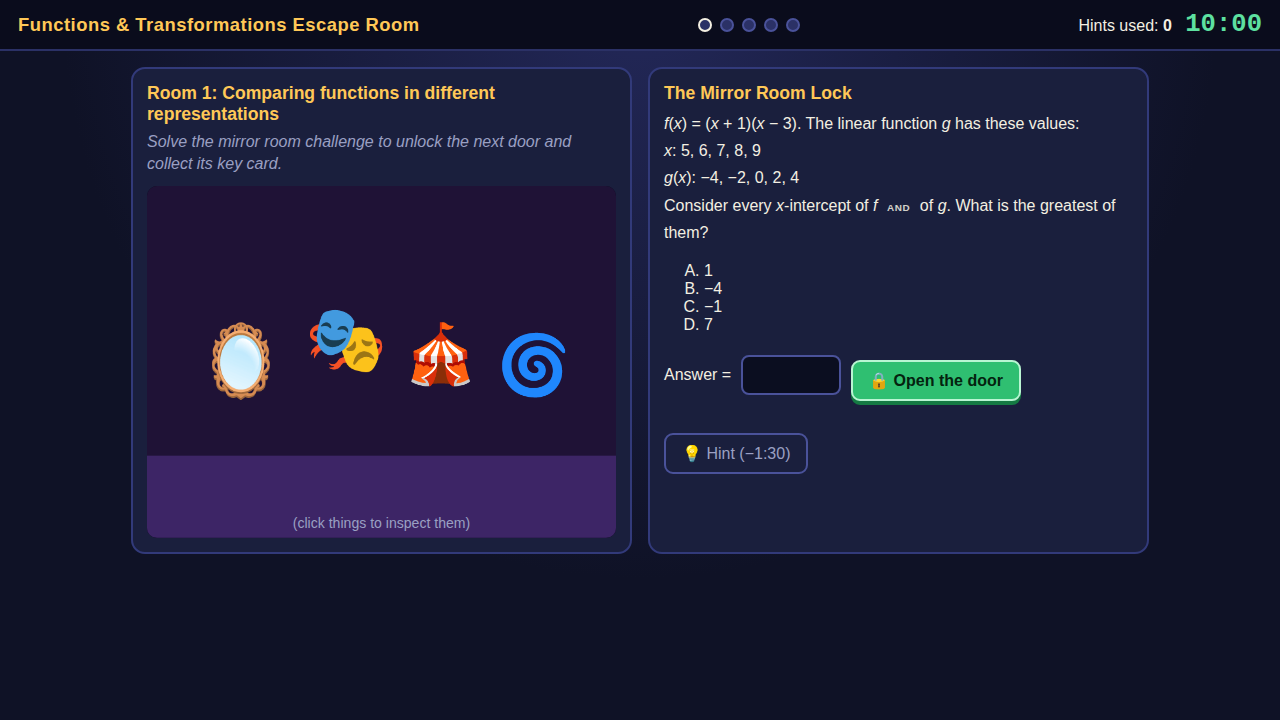 Functions & Transformations Escape Room
Hints used: 0 10:00
Room 1: Comparing functions in different
representations
Solve the mirror room challenge to unlock the next door and
collect its key card.
(click things to inspect them)
The Mirror Room Lock
f(x) = (x + 1)(x − 3). The linear function g has these values:
x: 5, 6, 7, 8, 9
g(x): −4, −2, 0, 2, 4
Consider every x-intercept of f AND of g. What is the greatest of
them?
A. 1
B. −4
C. −1
D. 7
Answer =
🔒 Open the door
💡 Hint (−1:30)